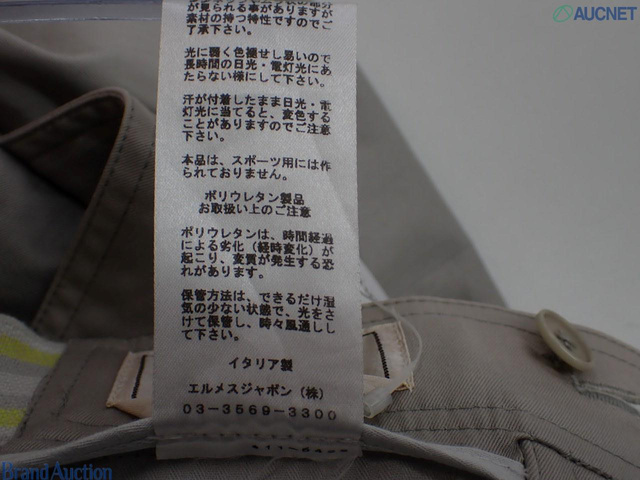 が見られる事がありますが
素材の持つ特性ですのでご
了承下さい。
光に弱く色褪せし易いので
長時間の日光・電灯光にあ
たらない様にして下さい。
汗が付着したまま日光・電
灯光に当てると、変色する
ことがありますのでご注意
下さい。
本品は、スポーツ用には作
られておりません。
ポリウレタン製品
お取扱い上のご注意
ポリウレタンは、時間経過
による劣化（経時変化）が
起こり、変質が発生する恐
れがあります。
保管方法は、できるだけ湿
気の少ない状態で、光をさ
けて保管し、時々風通しし
て下さい。
イタリア製
エルメスジャポン（株）
03-3569-3300
AUCNET
Brand Auction